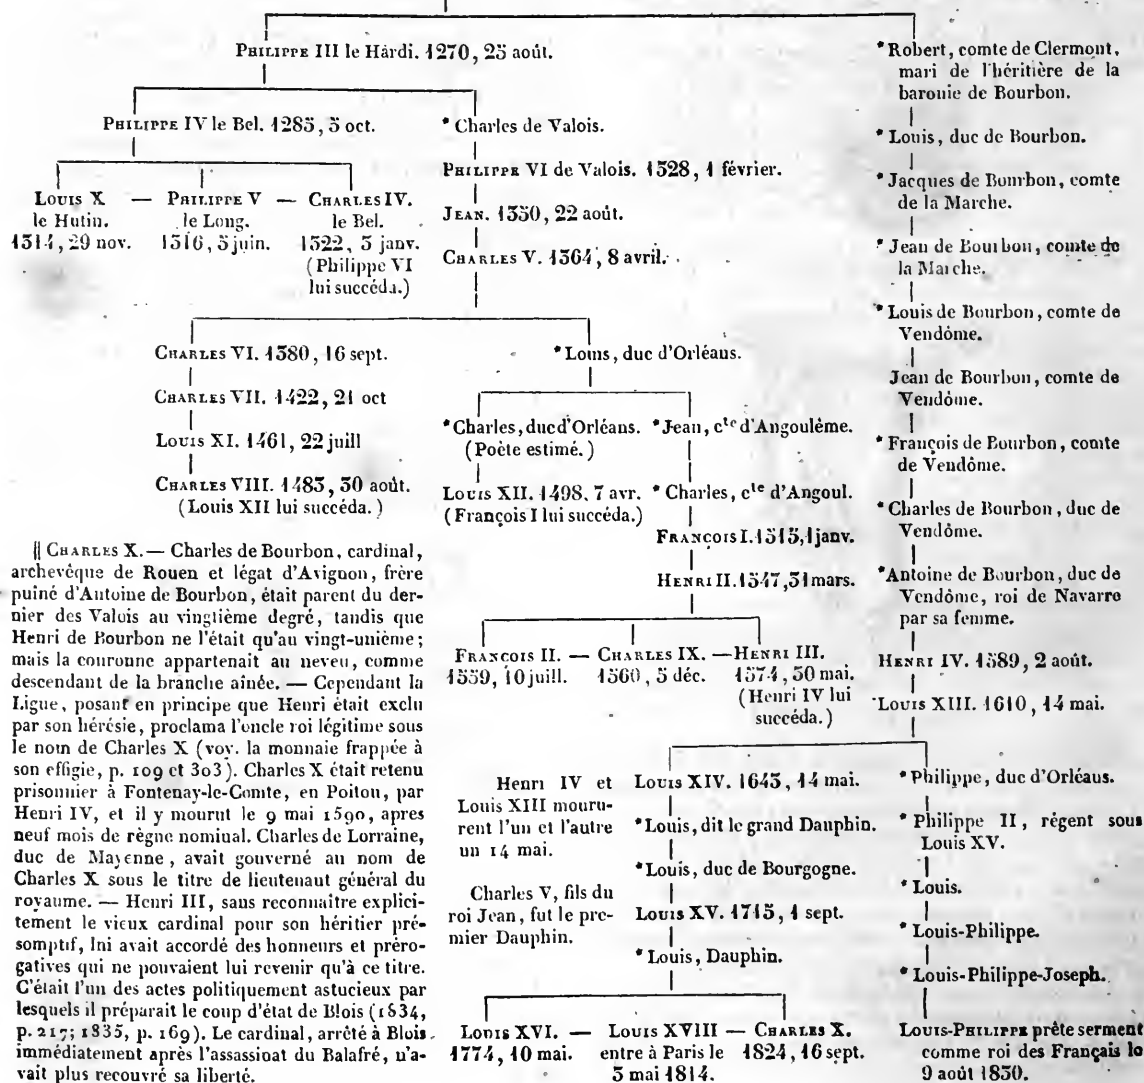 PHILIPPE III le Hardi. 1270, 25 août.
PHILIPPE IV le Bel. 1285, 5 oct.
LOUIS X
le Hutin.
1314, 29 nov.
— PHILIPPE V —
le Long.
1316, 5 juin.
CHARLES IV.
le Bel.
1322, 3 janv.
(Philippe VI
lui succéda.)
* Charles de Valois.
PHILIPPE VI de Valois. 1328, 1 février.
JEAN. 1350, 22 août.
CHARLES V. 1364, 8 avril.
CHARLES VI. 1380, 16 sept.
CHARLES VII. 1422, 21 oct
LOUIS XI. 1461, 22 juill
CHARLES VIII. 1483, 30 août.
(Louis XII lui succéda.)
* Louis, duc d'Orléans.
* Charles, duc d'Orléans.
(Poète estimé.)
LOUIS XII. 1498, 7 avr.
(François I lui succéda.)
* Jean, cte d'Angoulême.
* Charles, cte d'Angoul.
FRANÇOIS I. 1515, 1 janv.
HENRI II. 1547, 31 mars.
FRANÇOIS II. —
1559, 10 juill.
CHARLES IX. —
1560, 5 déc.
HENRI III.
1574, 30 mai.
(Henri IV lui
succéda.)
* Robert, comte de Clermont,
mari de l'héritière de la
baronie de Bourbon.
* Louis, duc de Bourbon.
* Jacques de Bourbon, comte
de la Marche.
* Jean de Bourbon, comte de
la Marche.
* Louis de Bourbon, comte de
Vendôme.
Jean de Bourbon, comte de
Vendôme.
* François de Bourbon, comte
de Vendôme.
* Charles de Bourbon, duc de
Vendôme.
* Antoine de Bourbon, duc de
Vendôme, roi de Navarre
par sa femme.
HENRI IV. 1589, 2 août.
LOUIS XIII. 1610, 14 mai.
LOUIS XIV. 1643, 14 mai.
* Louis, dit le grand Dauphin.
* Louis, duc de Bourgogne.
LOUIS XV. 1715, 1 sept.
* Louis, Dauphin.
LOUIS XVI. —
1774, 10 mai.
LOUIS XVIII —
entre à Paris le
3 mai 1814.
CHARLES X.
1824, 16 sept.
* Philippe, duc d'Orléans.
* Philippe II, régent sous
Louis XV.
* Louis.
* Louis-Philippe.
* Louis-Philippe-Joseph.
LOUIS-PHILIPPE prête serment
comme roi des Français le
9 août 1830.
Henri IV et
Louis XIII mouru-
rent l'un et l'autre
un 14 mai.
Charles V, fils du
roi Jean, fut le pre-
mier Dauphin.
|| CHARLES X. — Charles de Bourbon, cardinal,
archevêque de Rouen et légat d'Avignon, frère
puiné d'Antoine de Bourbon, était parent du der-
nier des Valois au vingtième degré, tandis que
Henri de Bourbon ne l'était qu'au vingt-unième;
mais la couronne appartenait au neveu, comme
descendant de la branche aînée. — Cependant la
Ligue, posant en principe que Henri était exclu
par son hérésie, proclama l'oncle roi légitime sous
le nom de Charles X (voy. la monnaie frappée à
son effigie, p. 109 et 303). Charles X était retenu
prisonnier à Fontenay-le-Comte, en Poitou, par
Henri IV, et il y mourut le 9 mai 1590, apres
neuf mois de règne nominal. Charles de Lorraine,
duc de Mayenne, avait gouverné au nom de
Charles X sous le titre de lieutenant général du
royaume. — Henri III, sans reconnaître explici-
tement le vieux cardinal pour son héritier pré-
somptif, lui avait accordé des honneurs et préro-
gatives qui ne pouvaient lui revenir qu'à ce titre.
C'était l'un des actes politiquement astucieux par
lesquels il préparait le coup d'état de Blois (1834,
p. 217; 1835, p. 169). Le cardinal, arrêté à Blois
immédiatement après l'assassinat du Balafré, n'a-
vait plus recouvré sa liberté.